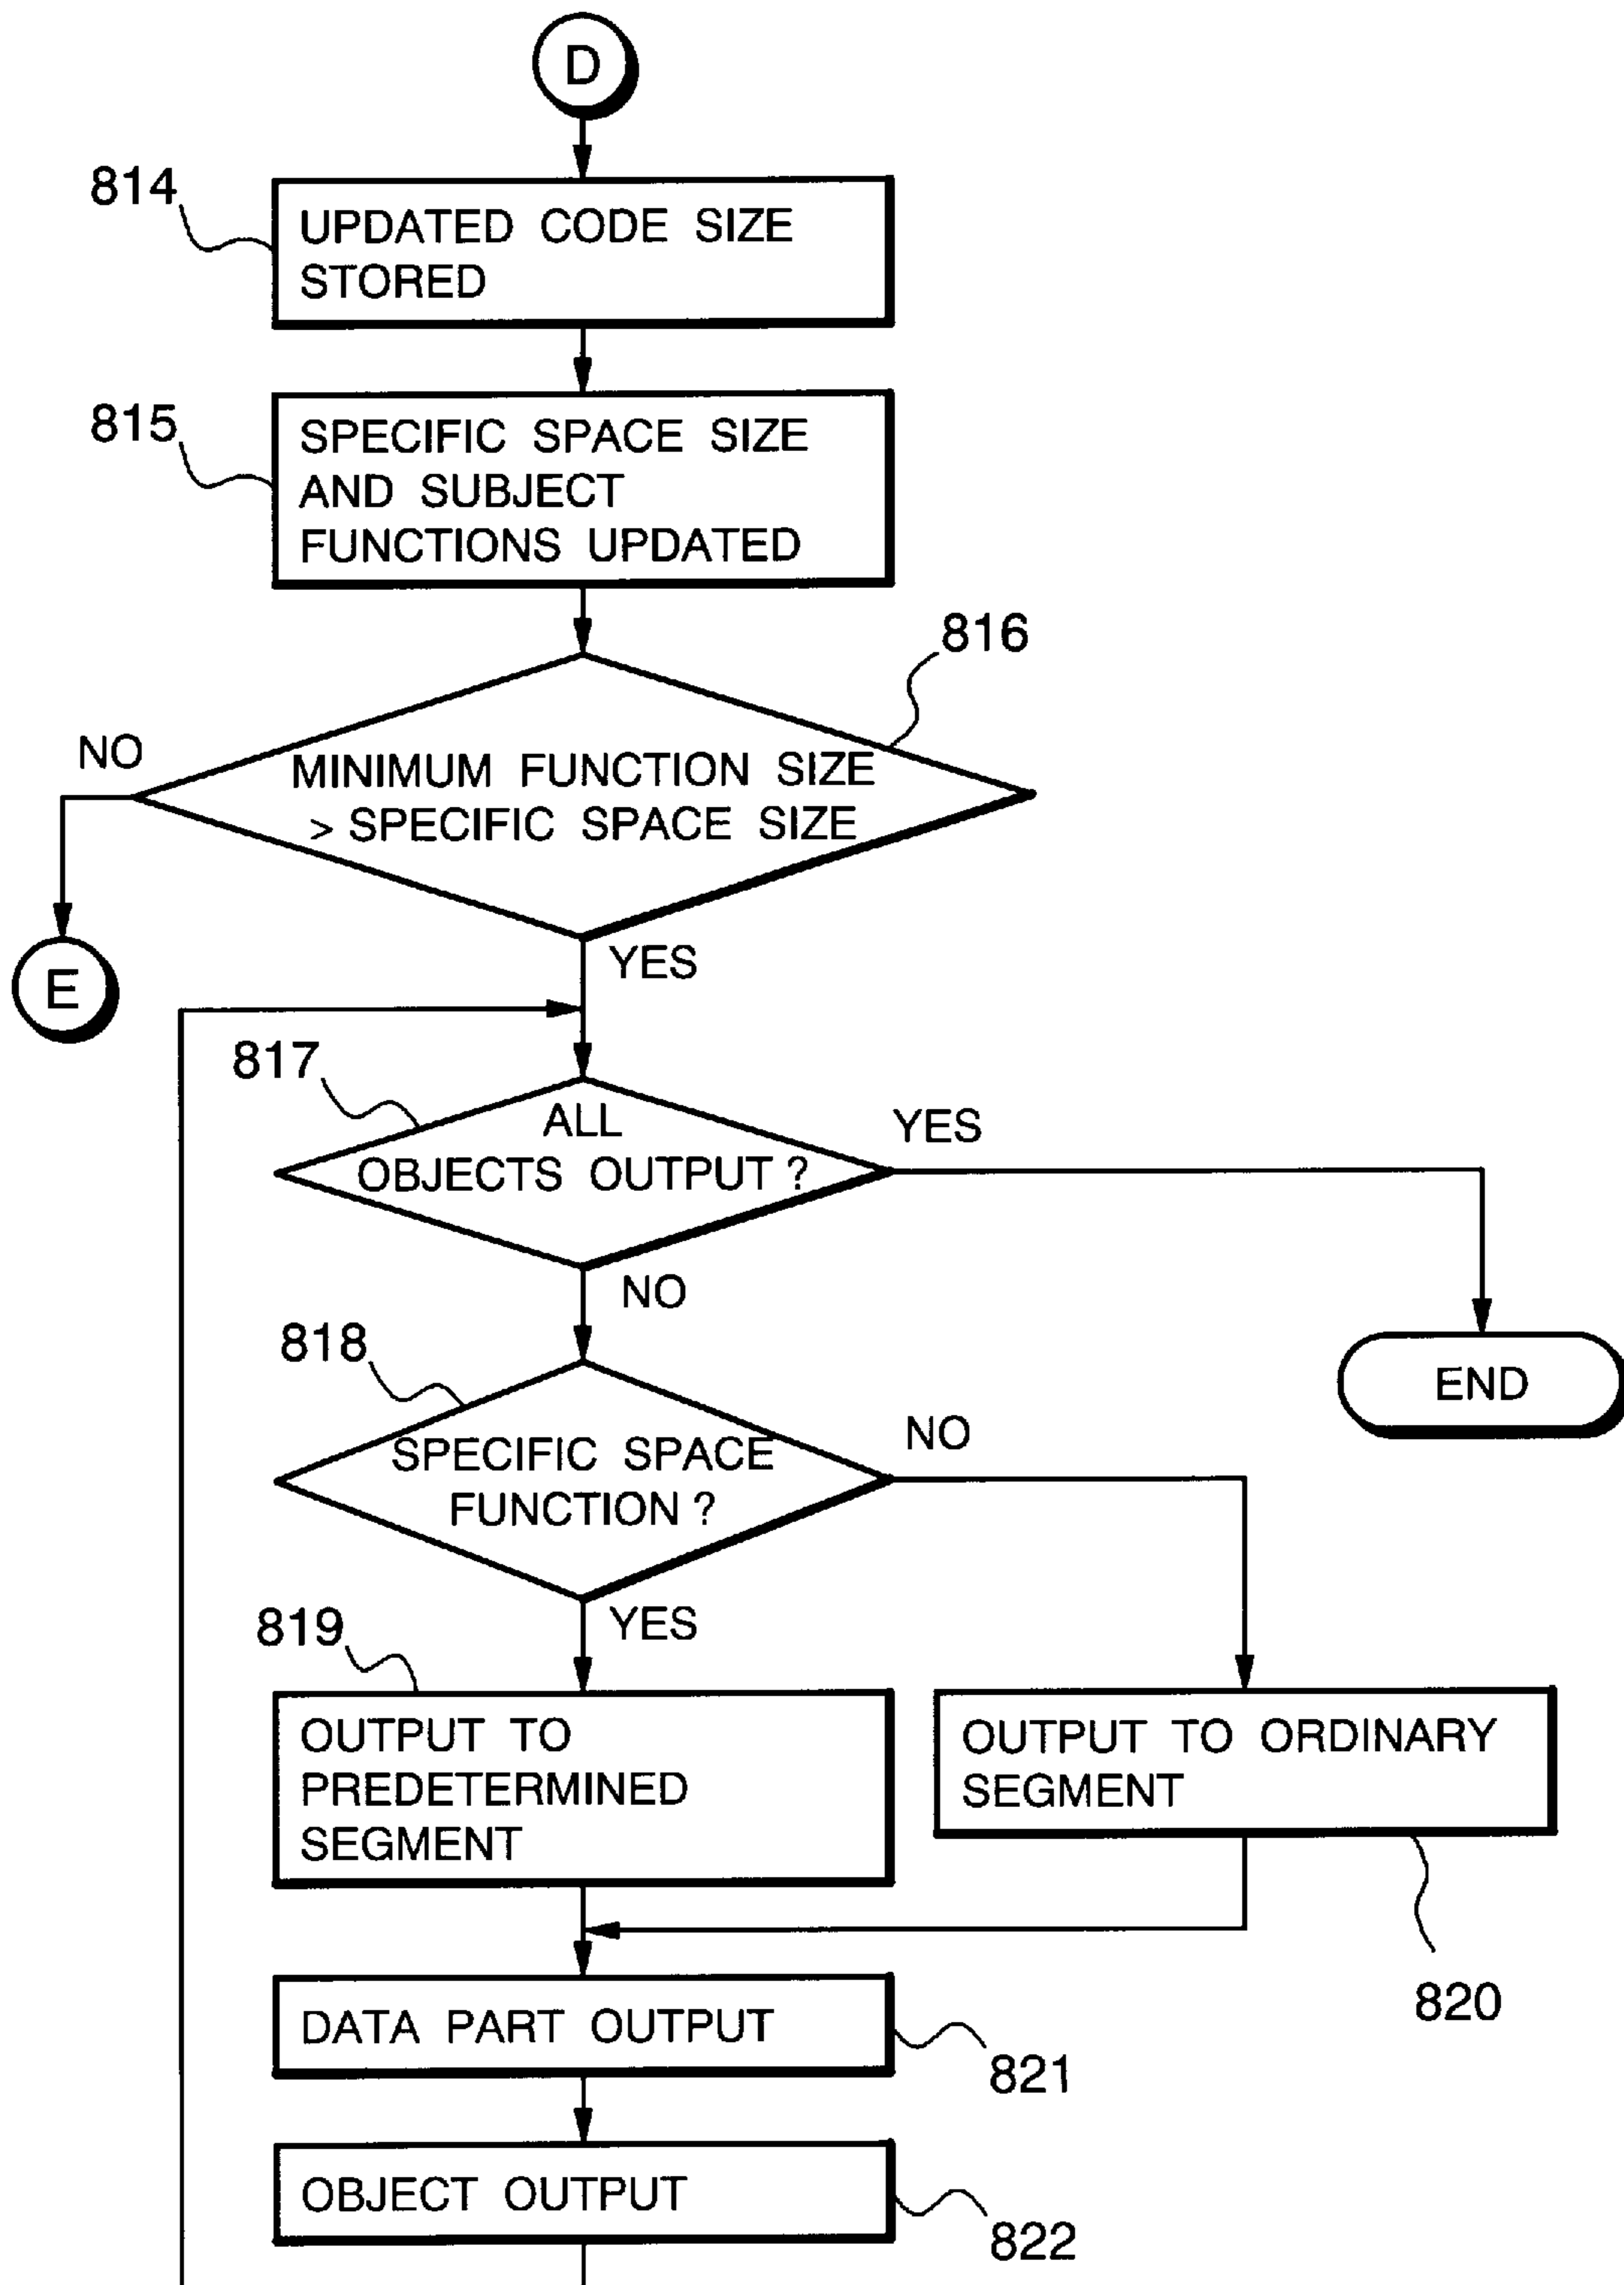 D
814
UPDATED CODE SIZE
STORED
815
SPECIFIC SPACE SIZE
AND SUBJECT
FUNCTIONS UPDATED
816
NO
MINIMUM FUNCTION SIZE
> SPECIFIC SPACE SIZE
E
YES
817
ALL
OBJECTS OUTPUT ?
YES
NO
END
818
SPECIFIC SPACE
FUNCTION ?
NO
819
YES
OUTPUT TO
PREDETERMINED
SEGMENT
OUTPUT TO ORDINARY
SEGMENT
820
DATA PART OUTPUT
821
OBJECT OUTPUT
822